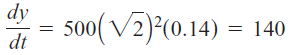 dy/dt = 500(√2)²(0.14) = 140